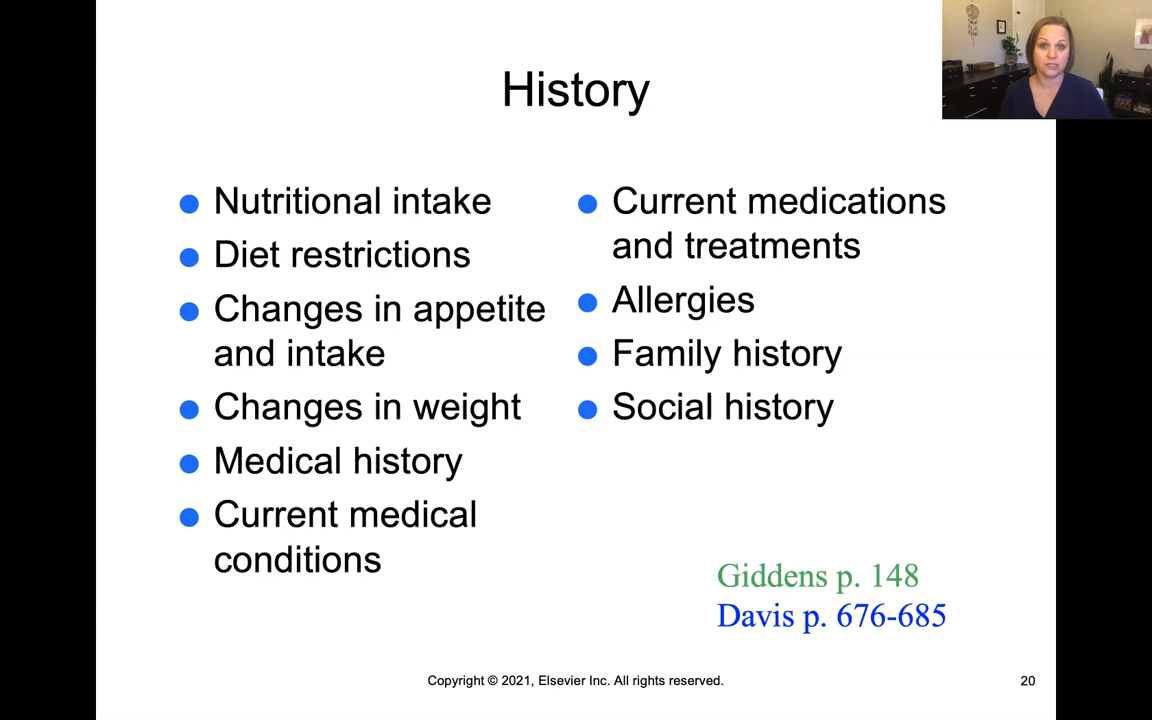 History
Nutritional intake
Diet restrictions
Changes in appetite
and intake
Changes in weight
Medical history
Current medical
conditions
Current medications
and treatments
Allergies
Family history
Social history
Giddens p. 148
Davis p. 676-685
Copyright © 2021, Elsevier Inc. All rights reserved.
20